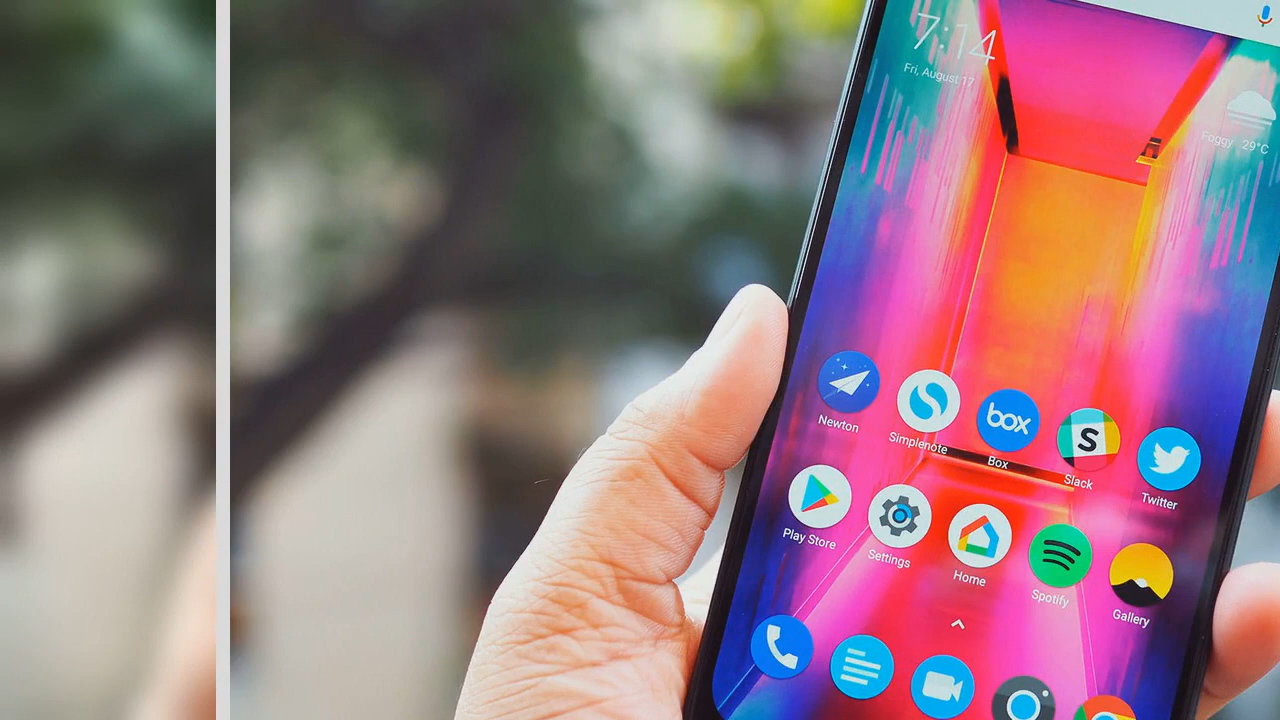 7:14
Fri, August 17
Foggy 29°C
Newton
Simplenote
box
Box
S
Slack
Twitter
Play Store
Settings
Home
Spotify
Gallery